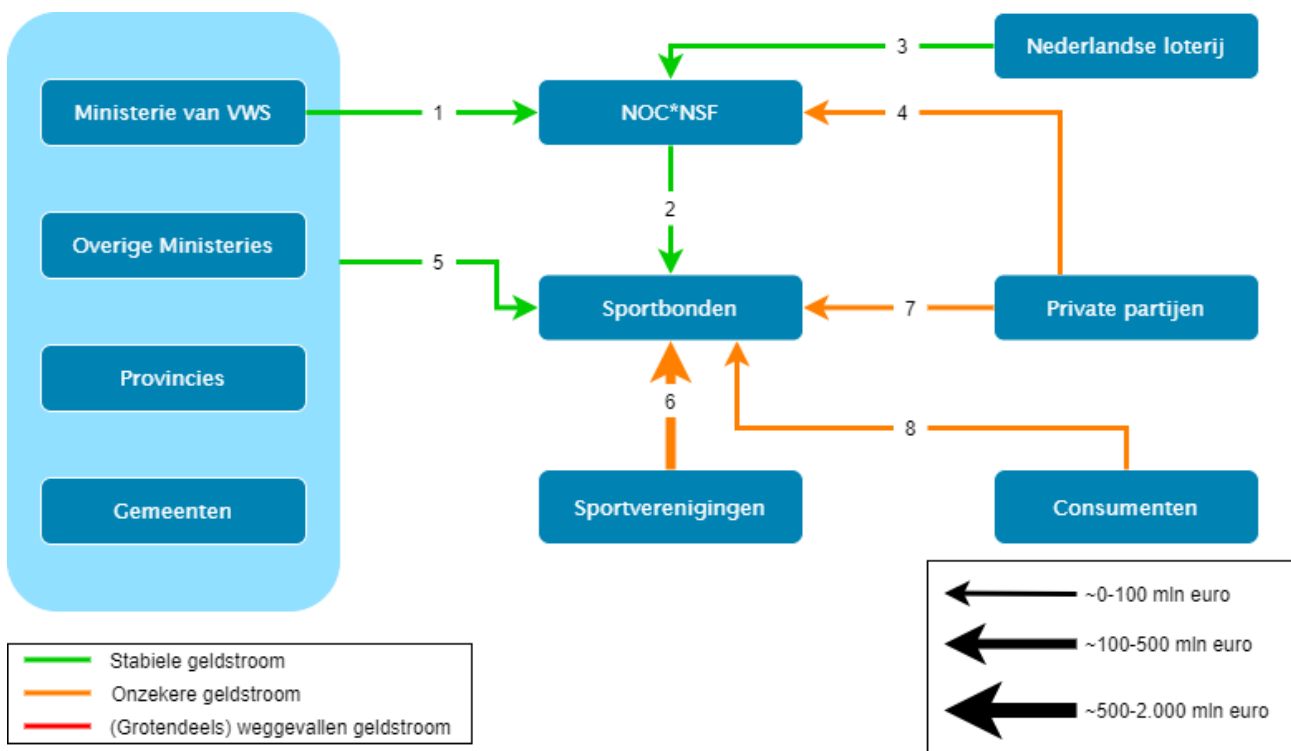 Nederlandse loterij
3
Ministerie van VWS
1
NOC*NSF
4
2
Overige Ministeries
5
Sportbonden
7
Private partijen
Provincies
6
8
Gemeenten
Sportverenigingen
Consumenten
~0-100 mln euro
~100-500 mln euro
~500-2.000 mln euro
Stabiele geldstroom
Onzekere geldstroom
(Grotendeels) weggevallen geldstroom